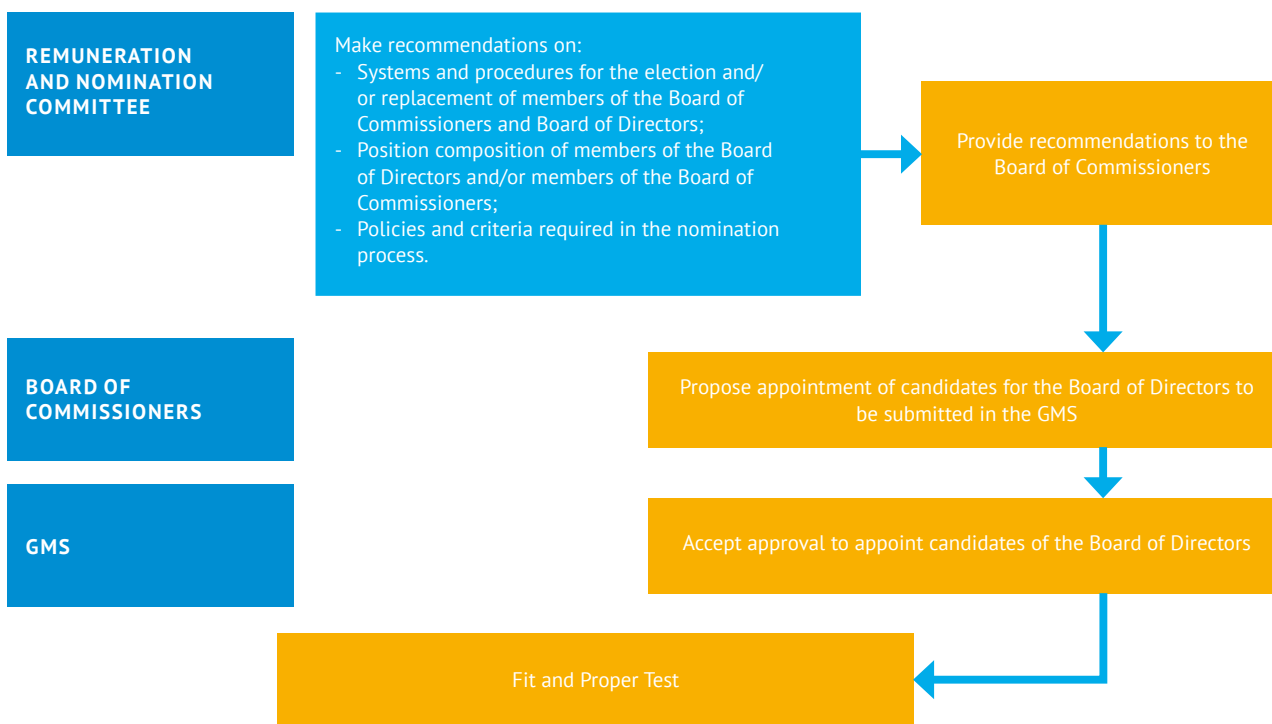 REMUNERATION
AND NOMINATION
COMMITTEE
Make recommendations on:
- Systems and procedures for the election and/
or replacement of members of the Board of
Commissioners and Board of Directors;
- Position composition of members of the Board
of Directors and/or members of the Board of
Commissioners;
- Policies and criteria required in the nomination
process.
Provide recommendations to the
Board of Commissioners
BOARD OF
COMMISSIONERS
Propose appointment of candidates for the Board of Directors to
be submitted in the GMS
GMS
Accept approval to appoint candidates of the Board of Directors
Fit and Proper Test